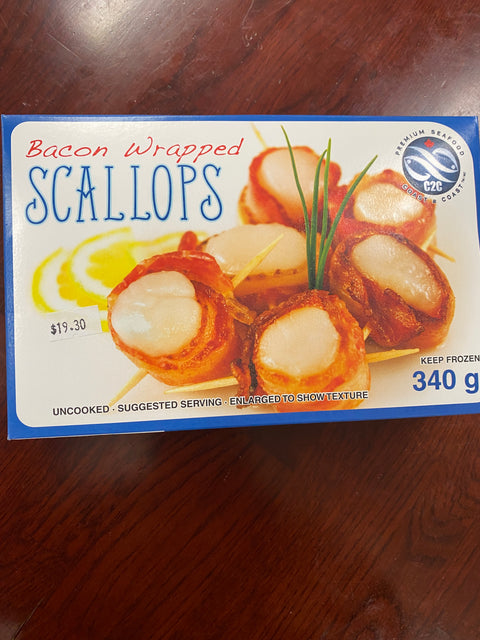 Bacon Wrapped
SCALLOPS
PREMIUM SEAFOOD
C2C
COAST 2 COAST
$19.30
KEEP FROZEN
340 g
UNCOOKED · SUGGESTED SERVING · ENLARGED TO SHOW TEXTURE